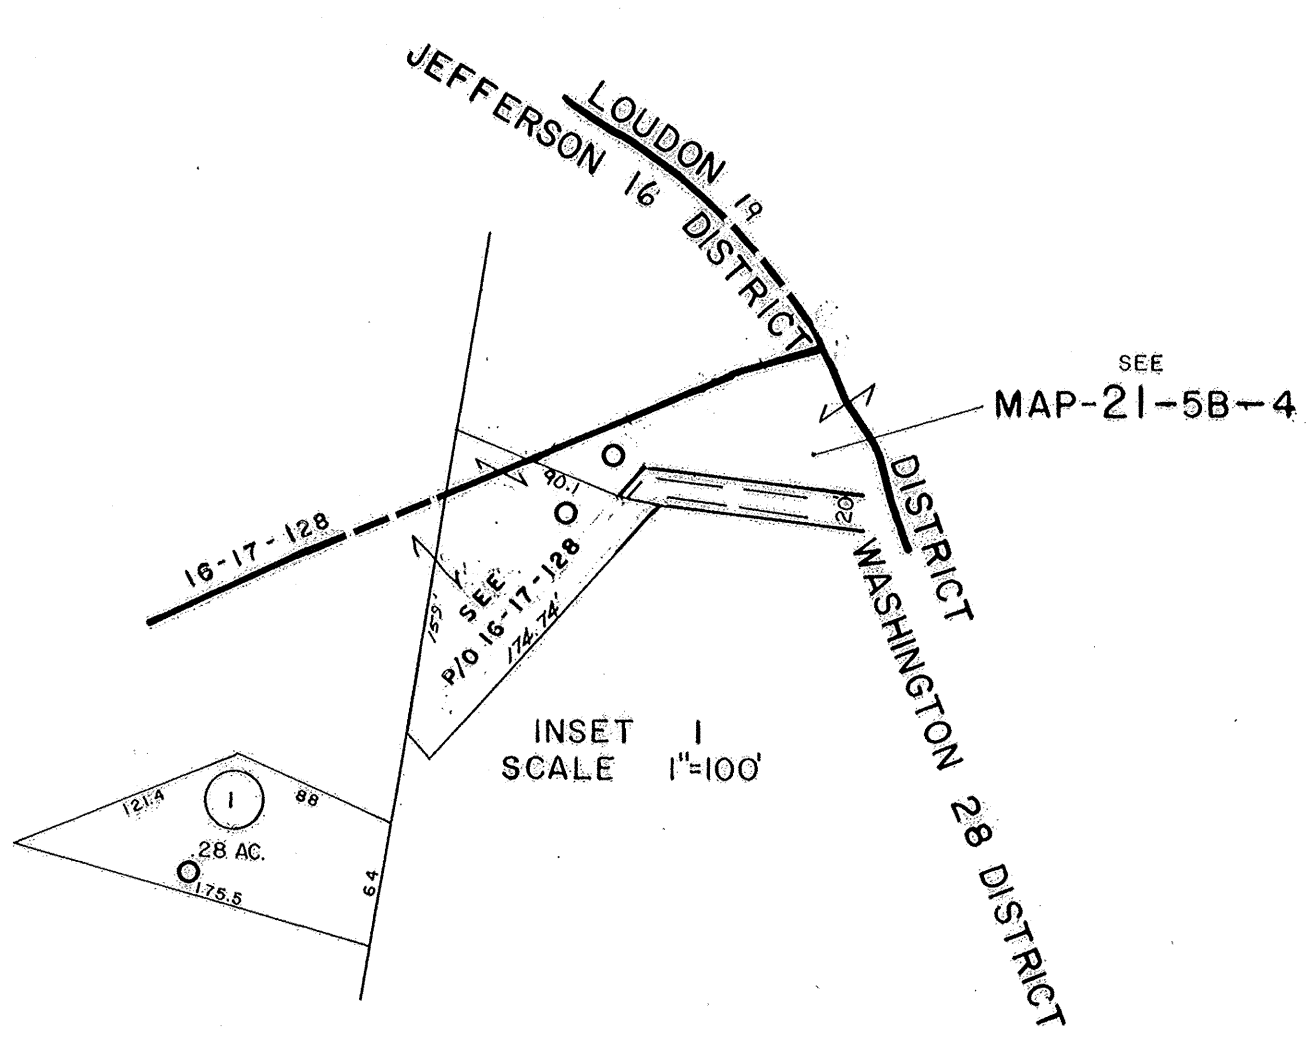 LOUDON 19 DISTRICT
JEFFERSON 16 DISTRICT
SEE
MAP-21-5B-4
90.1
20'
16-17-128
SEE
P/O 16-17-128
159'
174.74'
WASHINGTON 28 DISTRICT
INSET 1
SCALE 1"=100'
121.4
88
1
.28 AC.
64
175.5